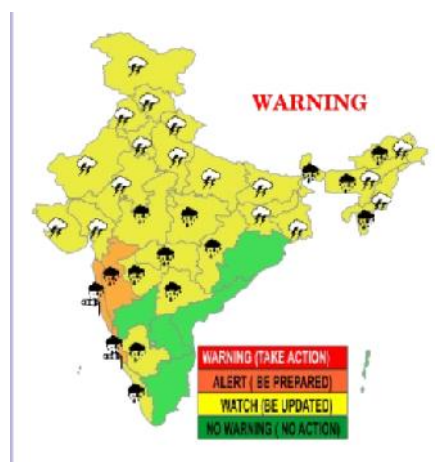 WARNING
WARNING (TAKE ACTION)
ALERT ( BE PREPARED)
WATCH (BE UPDATED)
NO WARNING ( NO ACTION)